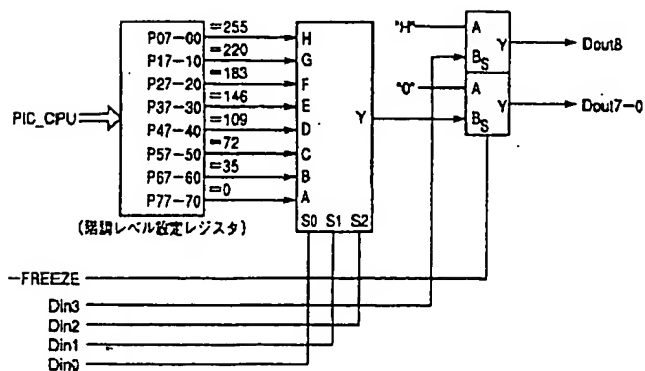 P07-00 =255 H
P17-10 =220 G
P27-20 =183 F
P37-30 =146 E
P47-40 =109 D
P57-50 =72 C
P67-60 =35 B
P77-70 =0 A
PIC_CPU
Y
S0 S1 S2
(階調レベル設定レジスタ)
"H" A
B S Y Dout8
"0" A
B S Y Dout7-0
-FREEZE
Din3
Din2
Din1
Din0